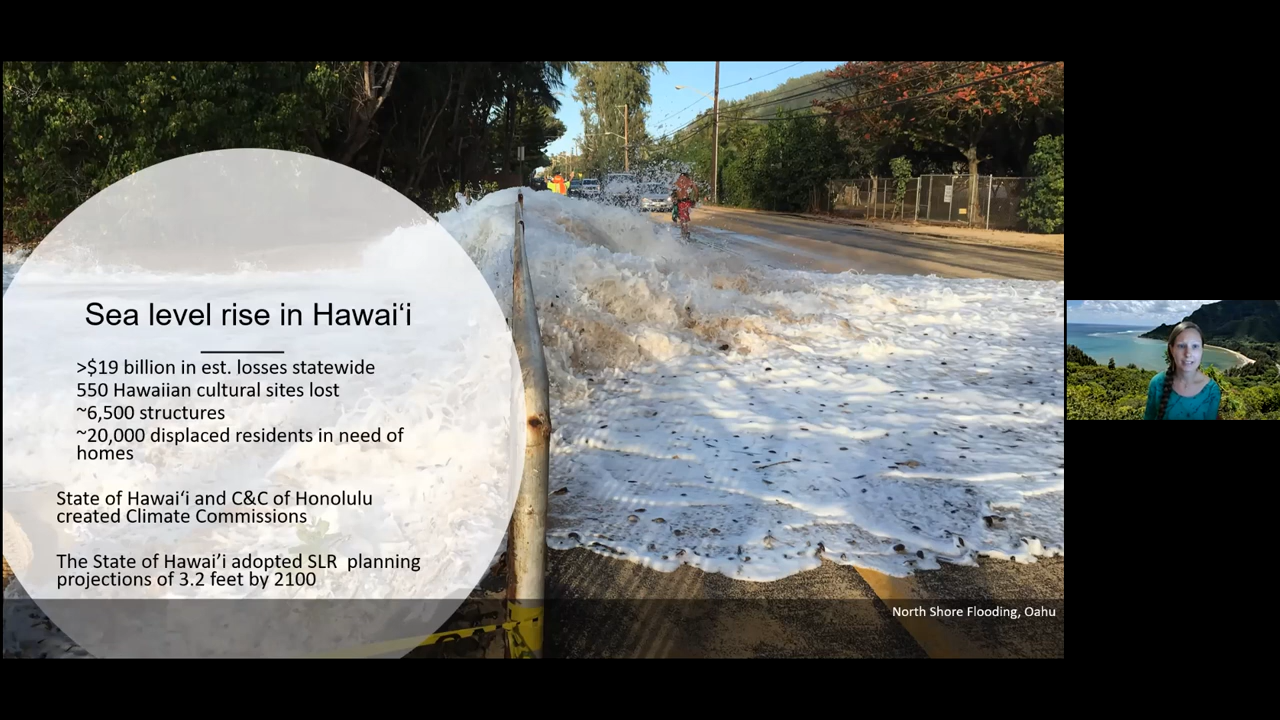 Sea level rise in Hawai‘i
>$19 billion in est. losses statewide
550 Hawaiian cultural sites lost
~6,500 structures
~20,000 displaced residents in need of
homes
State of Hawai‘i and C&C of Honolulu
created Climate Commissions
The State of Hawai’i adopted SLR  planning
projections of 3.2 feet by 2100
North Shore Flooding, Oahu